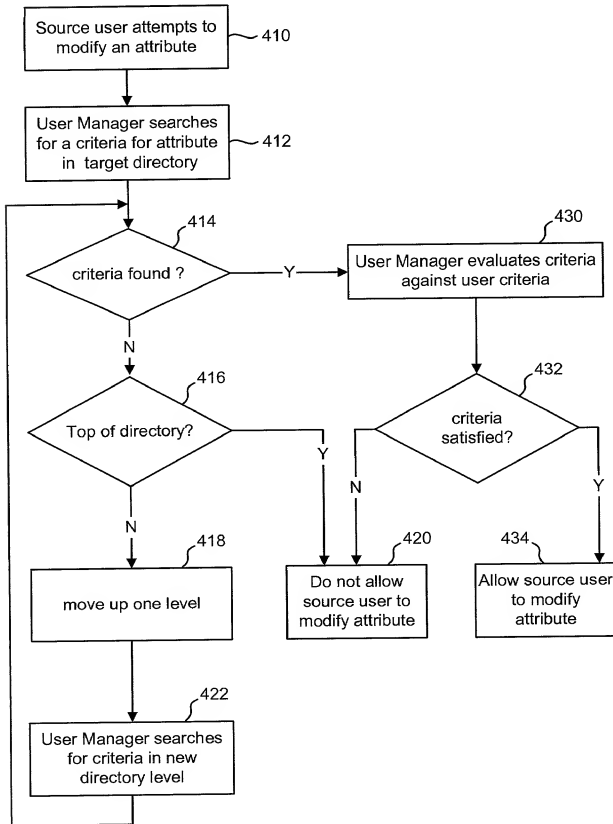 Source user attempts to
modify an attribute
410
User Manager searches
for a criteria for attribute
in target directory
412
414
criteria found ?
Y
N
430
User Manager evaluates criteria
against user criteria
416
Top of directory?
Y
N
432
criteria
satisfied?
N
Y
418
move up one level
420
Do not allow
source user to
modify attribute
434
Allow source user
to modify
attribute
422
User Manager searches
for criteria in new
directory level